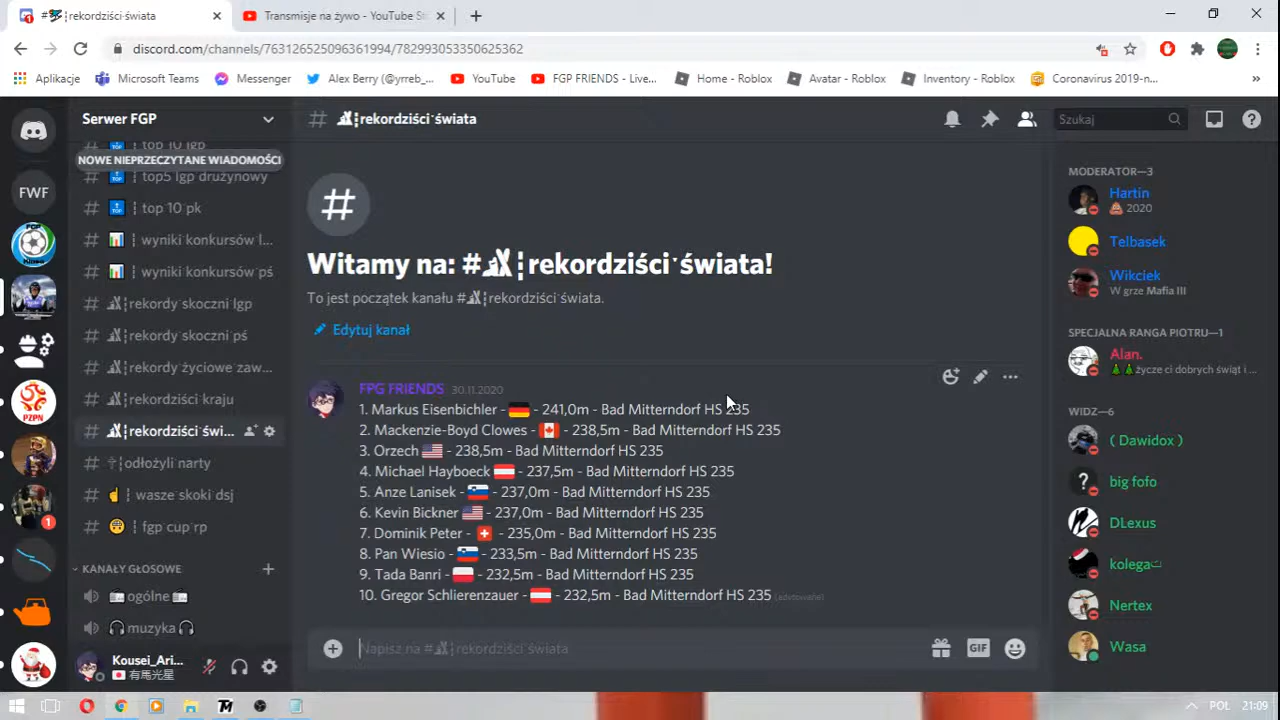 rekordziści świata
Transmisje na żywo - YouTube St
discord.com/channels/763126525096361994/782993053350625362
Aplikacje
Microsoft Teams
Messenger
Alex Berry (@yrreb_...
YouTube
FGP FRIENDS - Live...
Home - Roblox
Avatar - Roblox
Inventory - Roblox
Coronavirus 2019-n...
»
Serwer FGP
# rekordziści świata
Szukaj
top 10 lgp
NOWE NIEPRZECZYTANE WIADOMOŚCI
# top5 lgp drużynowy
# top 10 pk
# wyniki konkursów l...
# wyniki konkursów pś
# rekordy skoczni lgp
# rekordy skoczni pś
# rekordy życiowe zaw...
# rekordziści kraju
# rekordziści świ...
# odłożyli narty
# wasze skoki dsj
# fgp cup rp
KANAŁY GŁOSOWE
ogólne
muzyka
Kousei_Ari...
有馬光星
FWF
1
#
Witamy na: # rekordziści świata!
To jest początek kanału # rekordziści świata.
Edytuj kanał
FPG FRIENDS 30.11.2020
1. Markus Eisenbichler - 241,0m - Bad Mitterndorf HS 235
2. Mackenzie-Boyd Clowes - 238,5m - Bad Mitterndorf HS 235
3. Orzech - 238,5m - Bad Mitterndorf HS 235
4. Michael Hayboeck - 237,5m - Bad Mitterndorf HS 235
5. Anze Lanisek - 237,0m - Bad Mitterndorf HS 235
6. Kevin Bickner - 237,0m - Bad Mitterndorf HS 235
7. Dominik Peter - 235,0m - Bad Mitterndorf HS 235
8. Pan Wiesio - 233,5m - Bad Mitterndorf HS 235
9. Tada Banri - 232,5m - Bad Mitterndorf HS 235
10. Gregor Schlierenzauer - 232,5m - Bad Mitterndorf HS 235 (edytowane)
Napisz na # rekordziści świata
GIF
MODERATOR—3
Hartin
2020
Telbasek
Wikciek
W grze Mafia III
SPECJALNA RANGA PIOTRU—1
Alan.
życze ci dobrych świąt i ...
WIDZ—6
( Dawidox )
big fofo
DLexus
kolega
Nertex
Wasa
POL 21:09